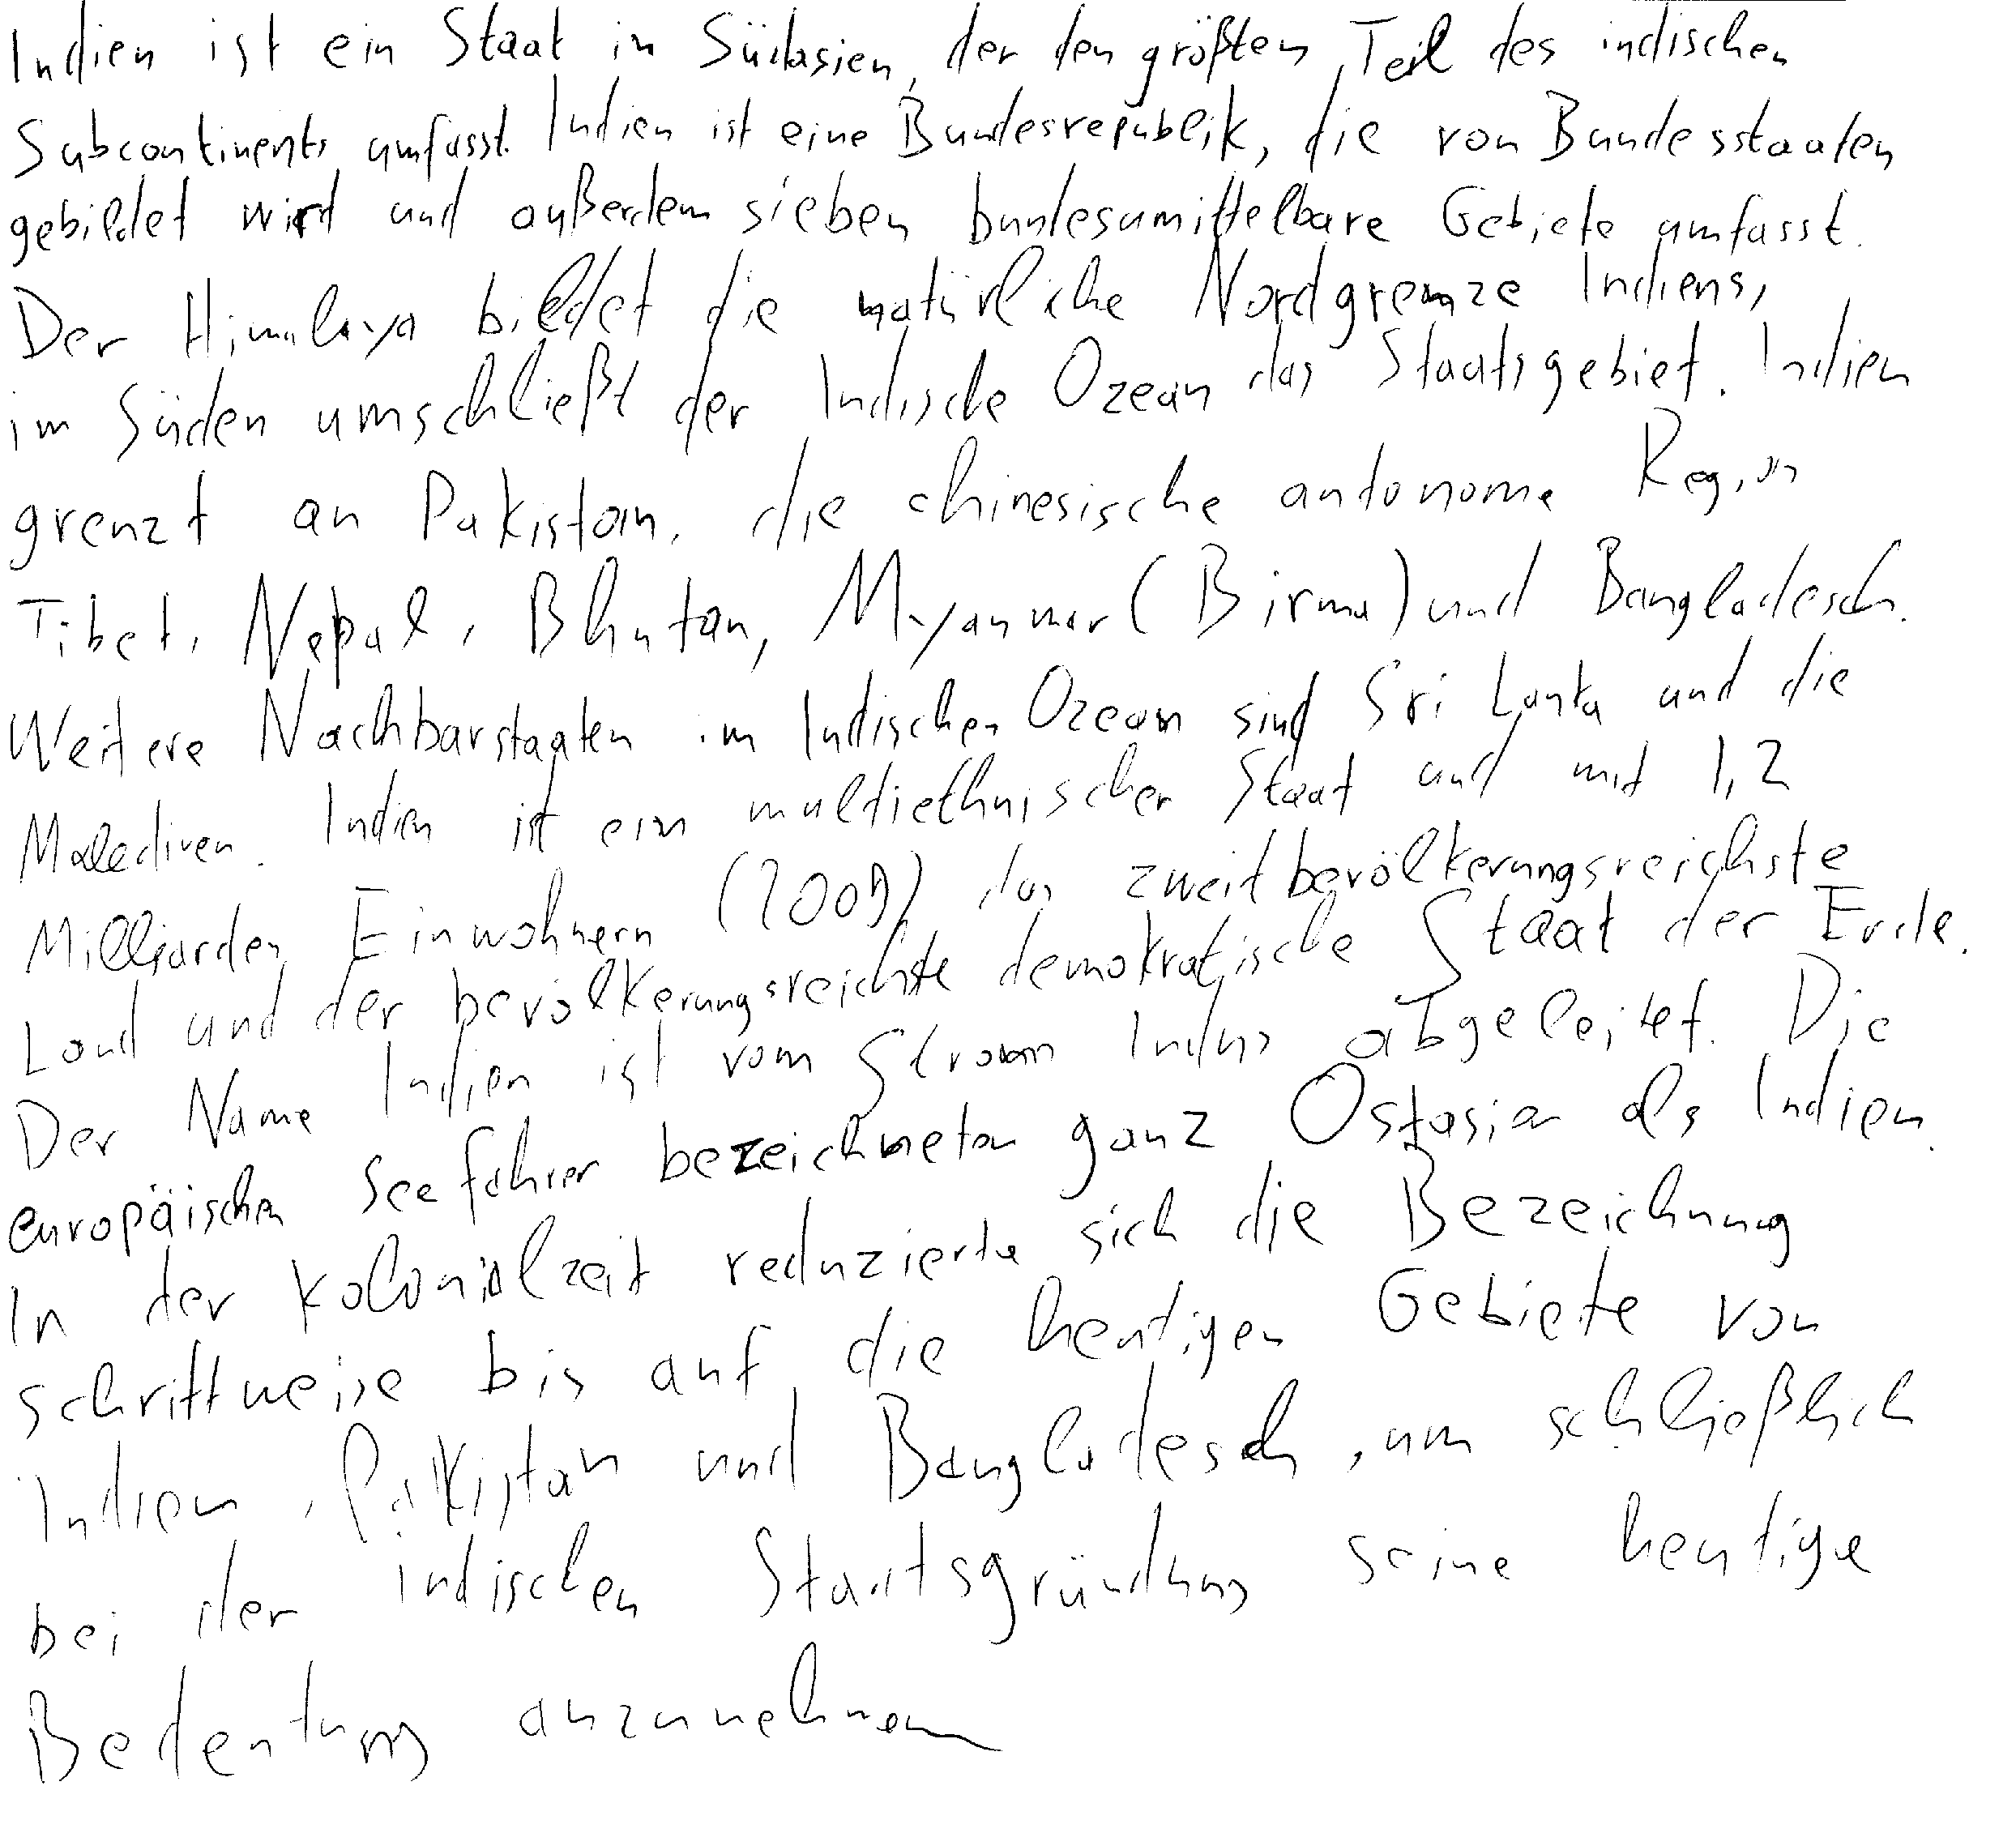 Indien ist ein Staat in Südasien, der den größten Teil des indischen
Subcontinents umfasst. Indien ist eine Bundesrepublik, die von Bundesstaaten
gebildet wird und außerdem sieben bundesumittelbare Gebiete umfasst.
Der Himalaya bildet die natürliche Nordgrenze Indiens,
im Süden umschließt der Indische Ozean das Staatsgebiet. Indien
grenzt an Pakistan, die chinesische autonome Region
Tibet, Nepal, Bhutan, Myanmar (Birma) und Bangladesch.
Weitere Nachbarstaaten im Indischen Ozean sind Sri Lanka und die
Malediven. Indien ist ein multiethnischer Staat und mit 1,2
Milliarden Einwohnern (2009) das zweitbevölkerungsreichste
Land und der bevölkerungsreichste demokratische Staat der Erde.
Der Name Indien ist vom Strom Indus abgeleitet. Die
europäischen Seefahrer bezeichneten ganz Ostasien als Indien.
In der Kolonialzeit reduzierte sich die Bezeichnung
schrittweise bis auf die heutigen Gebiete von
Indien, Pakistan und Bangladesch, um schließlich
bei der indischen Staatsgründung seine heutige
Bedeutung anzunehmen